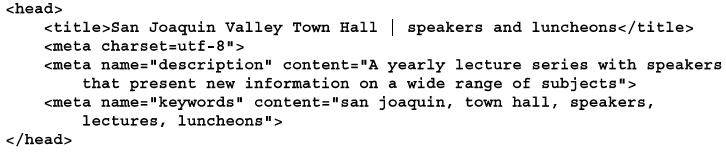 <head>
<title>San Joaquin Valley Town Hall | speakers and luncheons</title>
<meta charset=utf-8">
<meta name="description" content="A yearly lecture series with speakers
that present new information on a wide range of subjects">
<meta name="keywords" content="san joaquin, town hall, speakers,
lectures, luncheons">
</head>